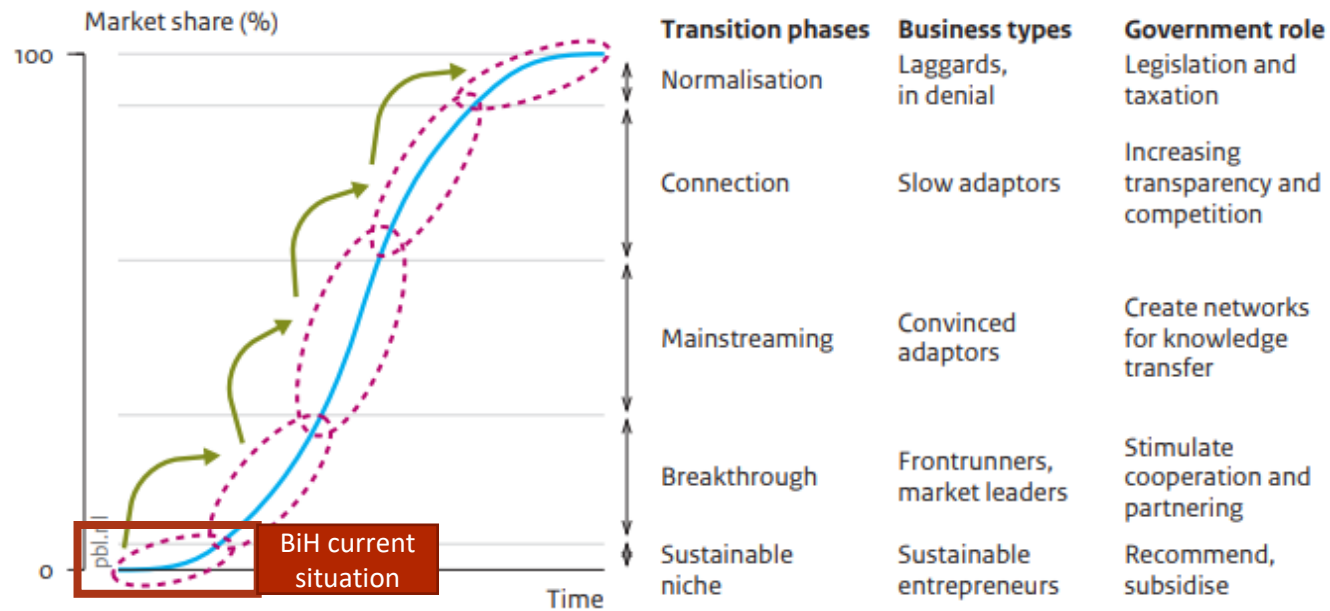 Market share (%)
100
0
Time
pbl.nl
BiH current
situation
Transition phases Business types Government role
Normalisation
Laggards,
in denial
Legislation and
taxation
Connection
Slow adaptors
Increasing
transparency and
competition
Mainstreaming
Convinced
adaptors
Create networks
for knowledge
transfer
Breakthrough
Frontrunners,
market leaders
Stimulate
cooperation and
partnering
Sustainable
niche
Sustainable
entrepreneurs
Recommend,
subsidise